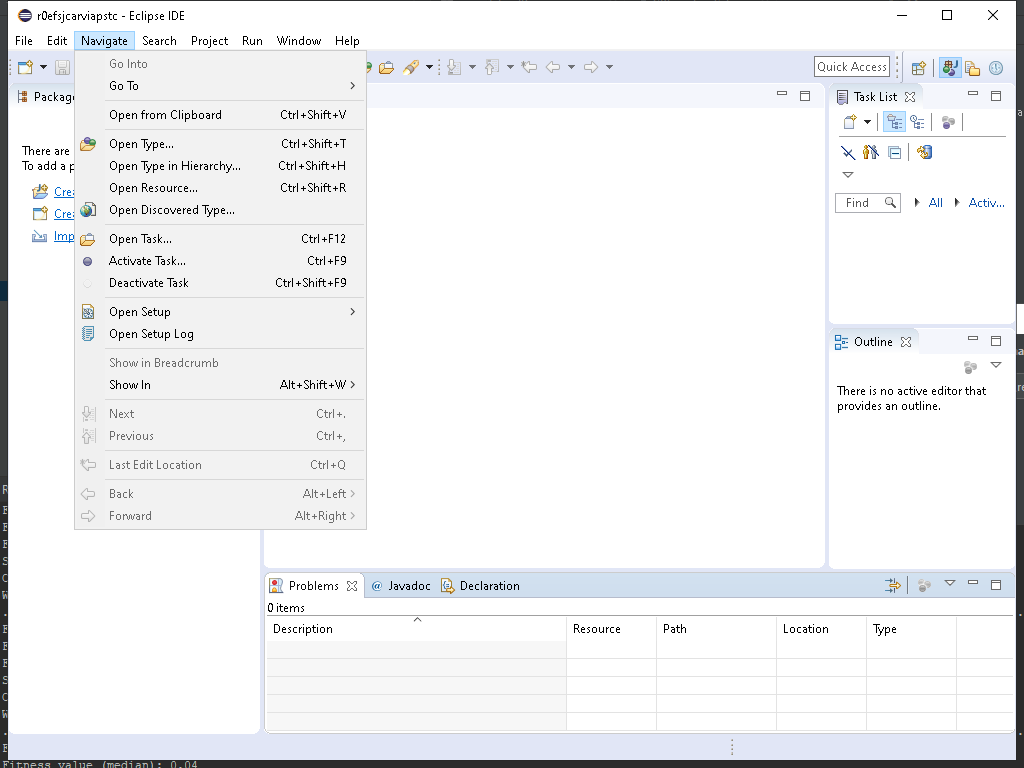 r0efsjcarviapstc - Eclipse IDE
File Edit Navigate Search Project Run Window Help
Quick Access
Go Into
Go To
Open from Clipboard Ctrl+Shift+V
Open Type... Ctrl+Shift+T
Open Type in Hierarchy... Ctrl+Shift+H
Open Resource... Ctrl+Shift+R
Open Discovered Type...
Open Task... Ctrl+F12
Activate Task... Ctrl+F9
Deactivate Task Ctrl+Shift+F9
Open Setup
Open Setup Log
Show in Breadcrumb
Show In Alt+Shift+W
Next Ctrl+.
Previous Ctrl+,
Last Edit Location Ctrl+Q
Back Alt+Left
Forward Alt+Right
There are
To add a
Task List
Find All Activ...
Outline
There is no active editor that
provides an outline.
Problems @ Javadoc Declaration
0 items
Description Resource Path Location Type
Fitness value (median): 0.04